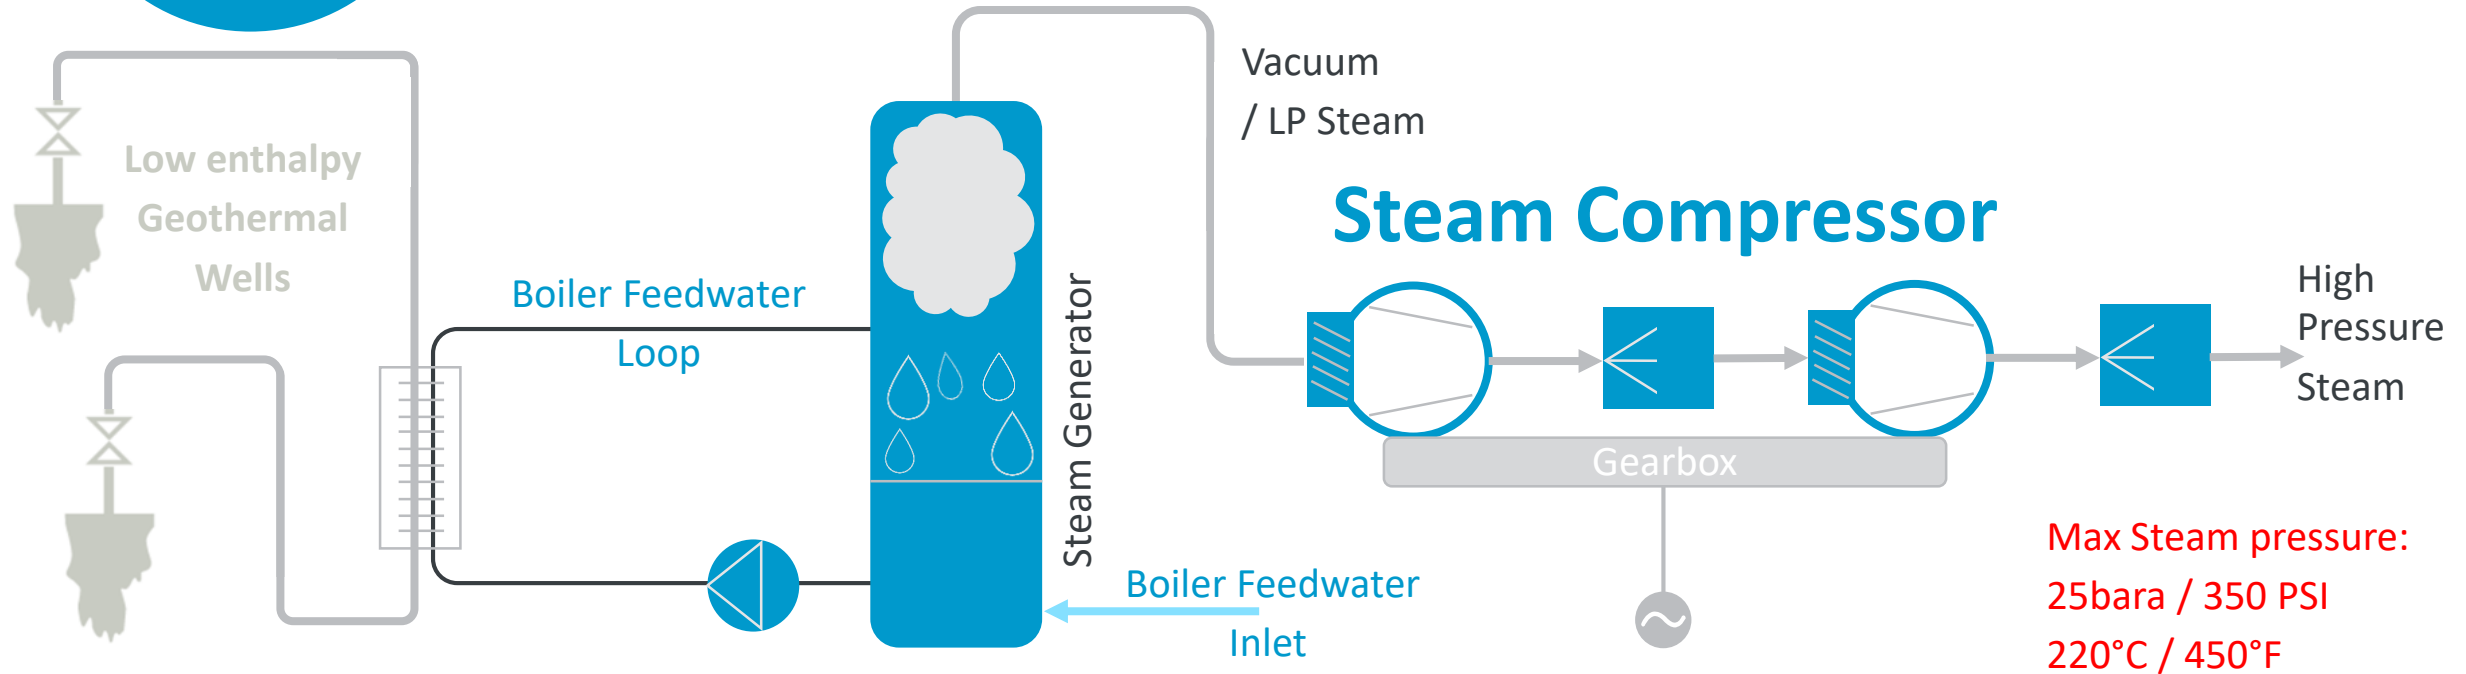 Low enthalpy
Geothermal
Wells
Boiler Feedwater
Loop
Steam Generator
Boiler Feedwater
Inlet
Vacuum
/ LP Steam
Steam Compressor
Gearbox
High
Pressure
Steam
Max Steam pressure:
25bara / 350 PSI
220°C / 450°F